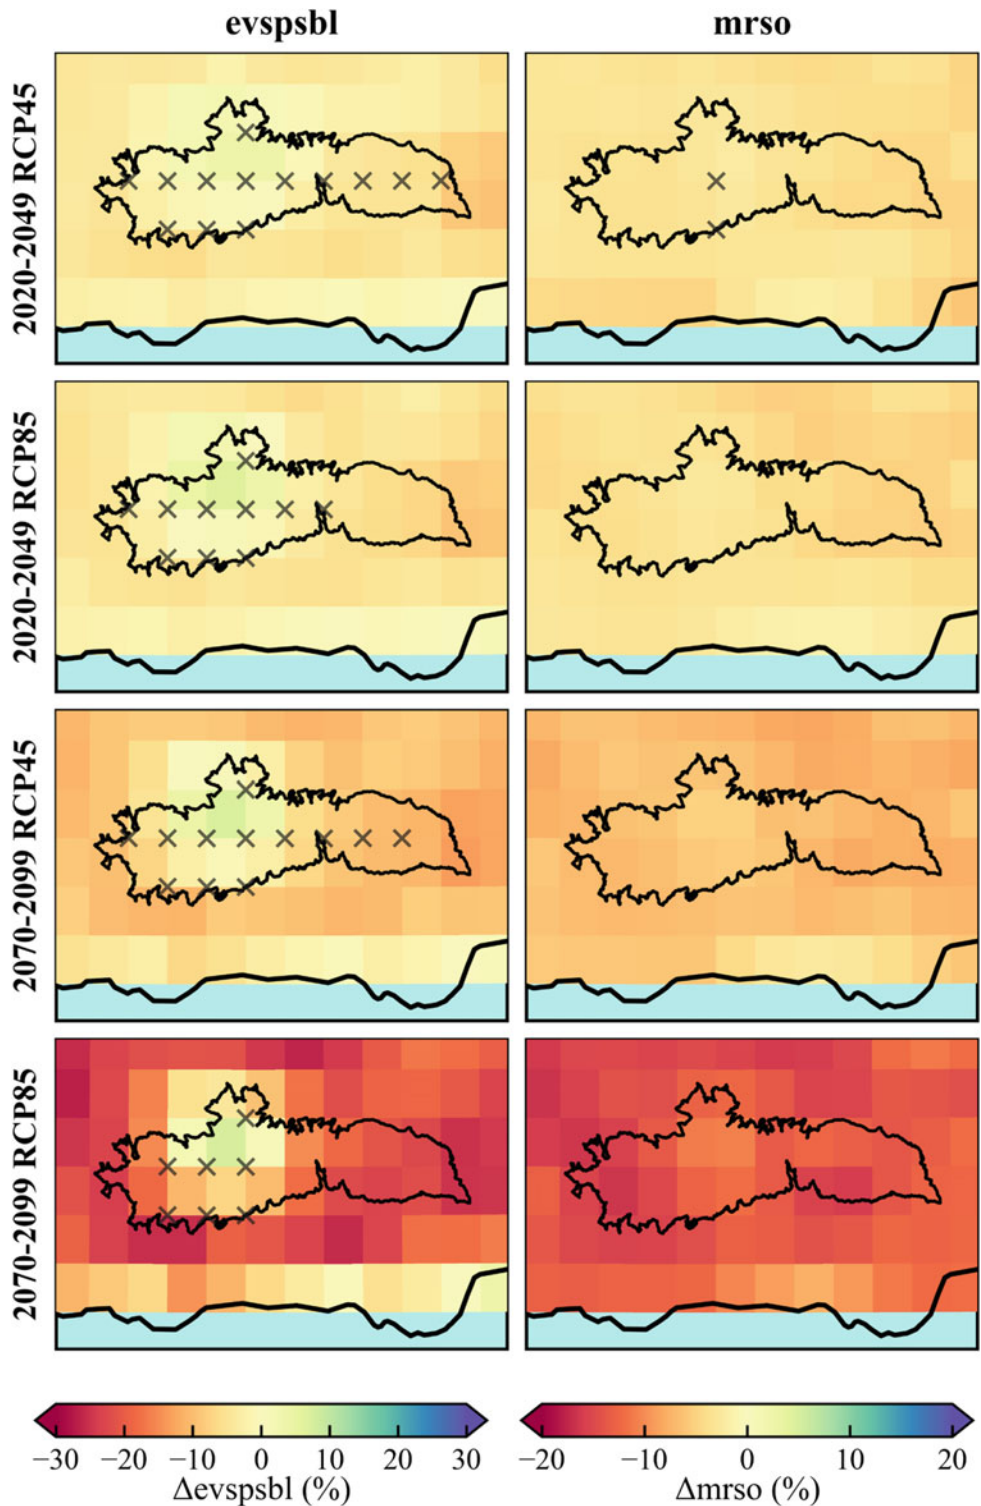 evspsbl mrso
2020-2049 RCP45
2020-2049 RCP85
2070-2099 RCP45
2070-2099 RCP85
−30 −20 −10 0 10 20 30 −20 −10 0 10 20
Δevspsbl (%) Δmrso (%)